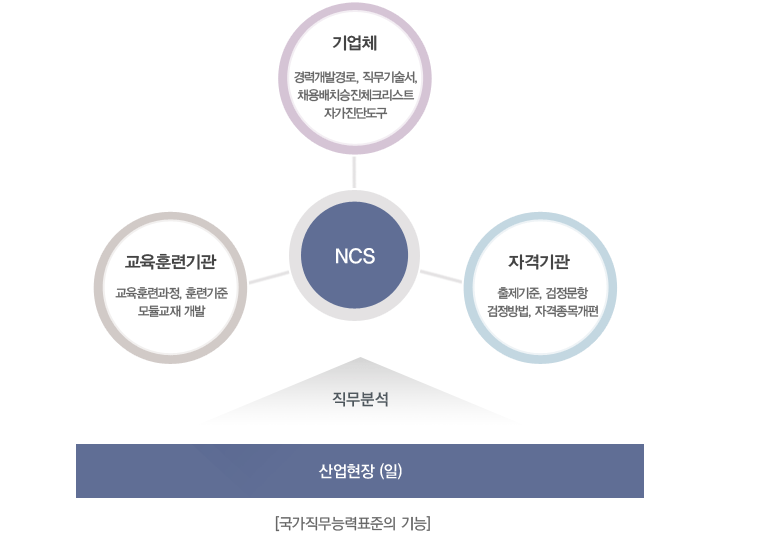 기업체
경력개발경로, 직무기술서,
채용배치승진체크리스트
자가진단도구
NCS
교육훈련기관
교육훈련과정, 훈련기준
모듈교재 개발
자격기관
출제기준, 검정문항
검정방법, 자격종목개편
직무분석
산업현장 (일)
[국가직무능력표준의 기능]